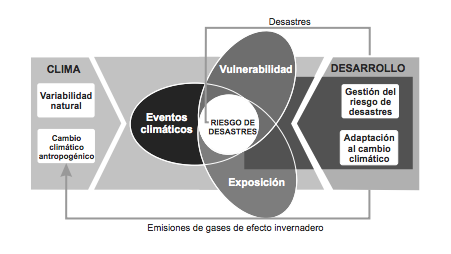 Desastres
CLIMA
Variabilidad
natural
Cambio
climático
antropogénico
Eventos
climáticos
Vulnerabilidad
RIESGO DE
DESASTRES
Exposición
DESARROLLO
Gestión del
riesgo de
desastres
Adaptación
al cambio
climático
Emisiones de gases de efecto invernadero